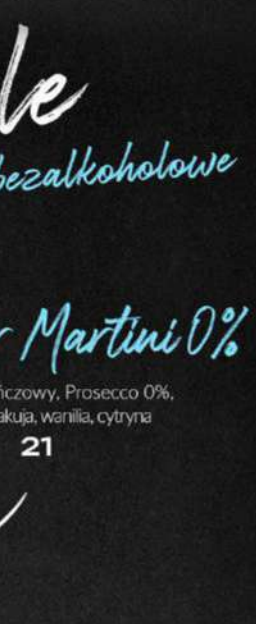 le
bezalkoholowe
r Martini 0%
ńczowy, Prosecco 0%,
akuja, wanilia, cytryna
21